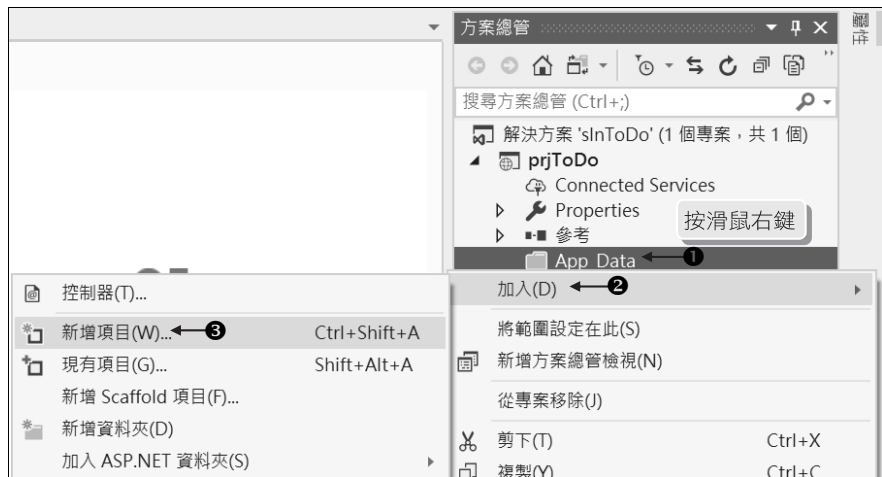 方案總管
屬性
搜尋方案總管 (Ctrl+;)
解決方案 'slnToDo' (1 個專案，共 1 個)
prjToDo
Connected Services
Properties
按滑鼠右鍵
參考
App_Data ❶
加入(D) ❷
將範圍設定在此(S)
新增方案總管檢視(N)
從專案移除(J)
剪下(T) Ctrl+X
複製(Y) Ctrl+C
控制器(T)...
新增項目(W)... ❸ Ctrl+Shift+A
現有項目(G)... Shift+Alt+A
新增 Scaffold 項目(F)...
新增資料夾(D)
加入 ASP.NET 資料夾(S)